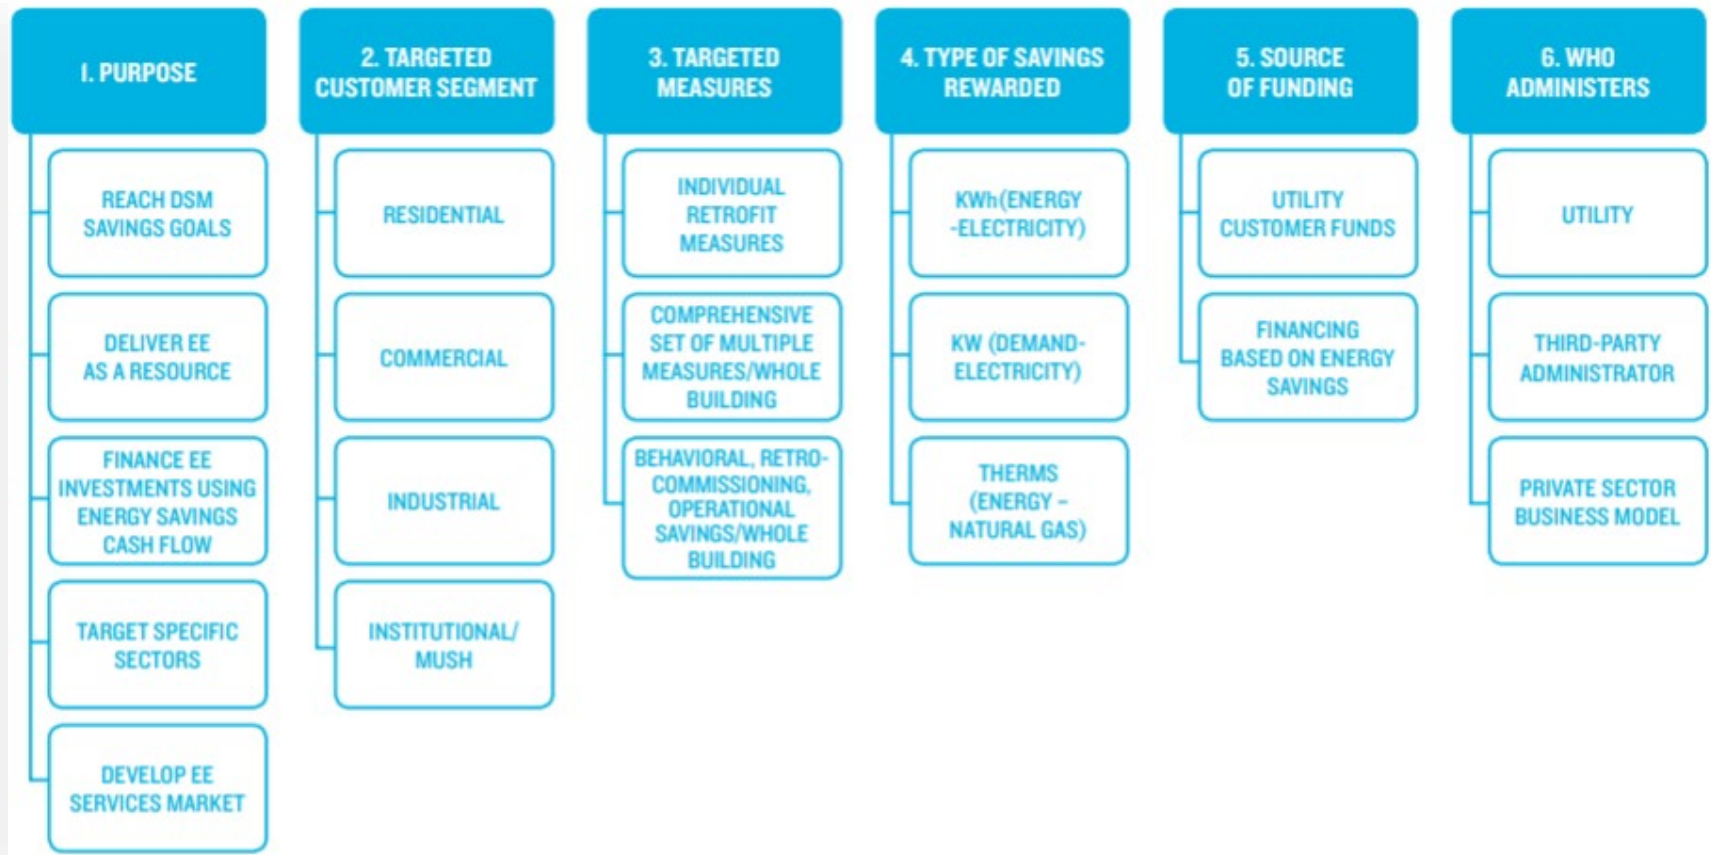 1. PURPOSE
REACH DSM
SAVINGS GOALS
DELIVER EE
AS A RESOURCE
FINANCE EE
INVESTMENTS USING
ENERGY SAVINGS
CASH FLOW
TARGET SPECIFIC
SECTORS
DEVELOP EE
SERVICES MARKET
2. TARGETED
CUSTOMER SEGMENT
RESIDENTIAL
COMMERCIAL
INDUSTRIAL
INSTITUTIONAL/
MUSH
3. TARGETED
MEASURES
INDIVIDUAL
RETROFIT
MEASURES
COMPREHENSIVE
SET OF MULTIPLE
MEASURES/WHOLE
BUILDING
BEHAVIORAL, RETRO-
COMMISSIONING,
OPERATIONAL
SAVINGS/WHOLE
BUILDING
4. TYPE OF SAVINGS
REWARDED
KWh(ENERGY
-ELECTRICITY)
KW (DEMAND-
ELECTRICITY)
THERMS
(ENERGY –
NATURAL GAS)
5. SOURCE
OF FUNDING
UTILITY
CUSTOMER FUNDS
FINANCING
BASED ON ENERGY
SAVINGS
6. WHO
ADMINISTERS
UTILITY
THIRD-PARTY
ADMINISTRATOR
PRIVATE SECTOR
BUSINESS MODEL